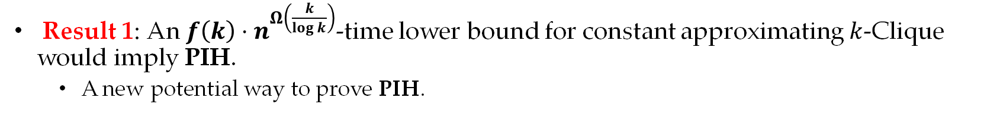 • Result 1: An $f(k) \cdot n^{\Omega\left(\frac{k}{\log k}\right)}$-time lower bound for constant approximating $k$-Clique
would imply PIH.
• A new potential way to prove PIH.